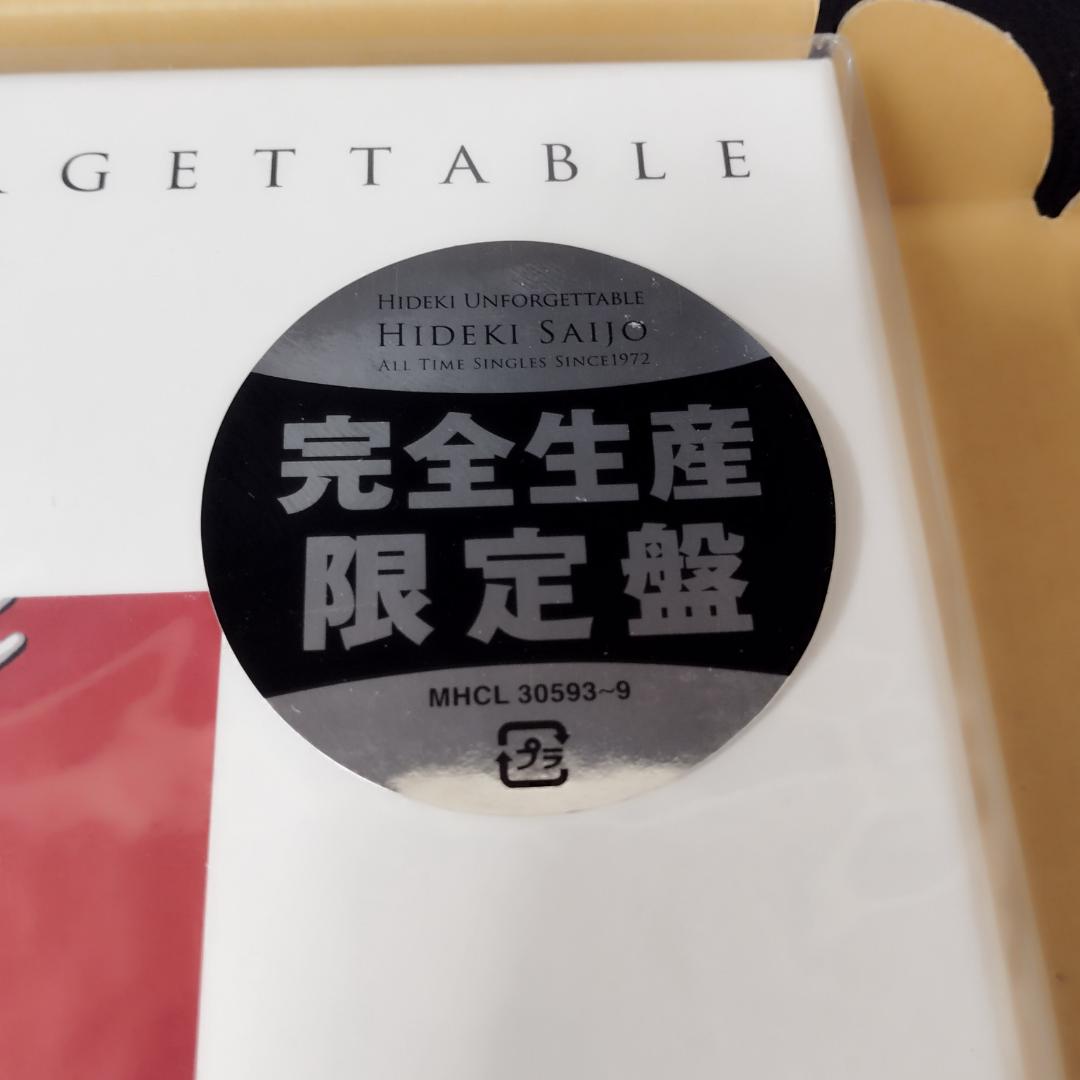 GETTABLE
HIDEKI UNFORGETTABLE
HIDEKI SAIJO
ALL TIME SINGLES SINCE1972
完全生産
限定盤
MHCL 30593~9
プラ